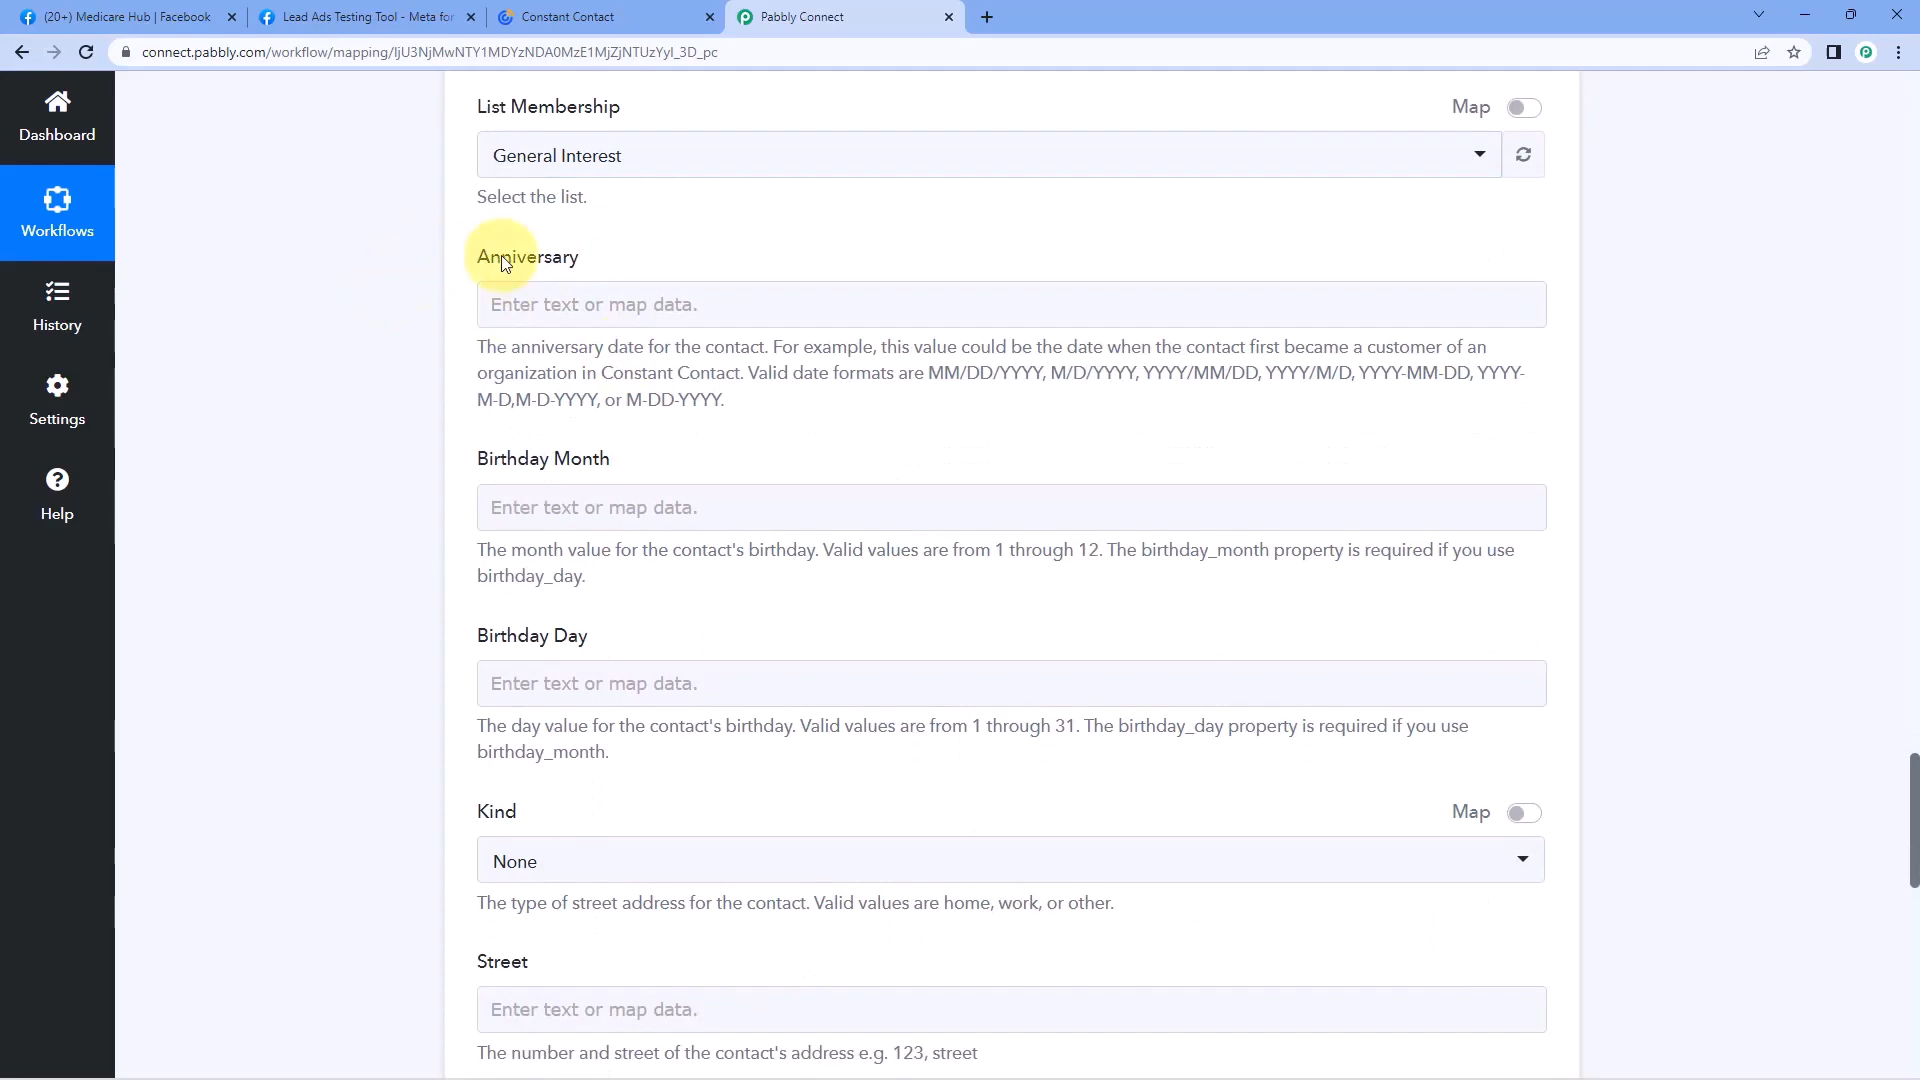 (20+) Medicare Hub | Facebook
Lead Ads Testing Tool - Meta for
Constant Contact
Pabbly Connect
connect.pabbly.com/workflow/mapping/IjU3NjMwNTY1MDYzNDA0MzE1MjZjNTUzYyI_3D_pc
Dashboard
Workflows
History
Settings
Help
List Membership
Map
General Interest
Select the list.
Anniversary
Enter text or map data.
The anniversary date for the contact. For example, this value could be the date when the contact first became a customer of an
organization in Constant Contact. Valid date formats are MM/DD/YYYY, M/D/YYYY, YYYY/MM/DD, YYYY/M/D, YYYY-MM-DD, YYYY-
M-D,M-D-YYYY, or M-DD-YYYY.
Birthday Month
Enter text or map data.
The month value for the contact's birthday. Valid values are from 1 through 12. The birthday_month property is required if you use
birthday_day.
Birthday Day
Enter text or map data.
The day value for the contact's birthday. Valid values are from 1 through 31. The birthday_day property is required if you use
birthday_month.
Kind
Map
None
The type of street address for the contact. Valid values are home, work, or other.
Street
Enter text or map data.
The number and street of the contact's address e.g. 123, street